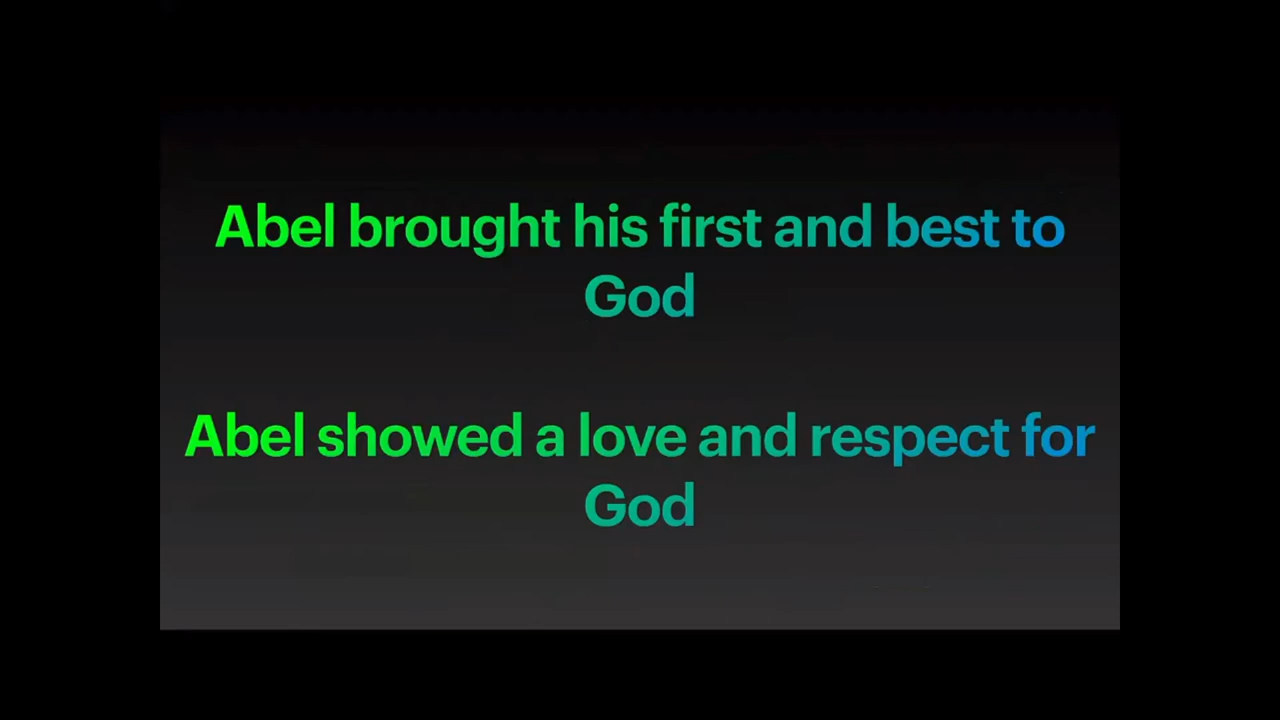 Abel brought his first and best to
God
Abel showed a love and respect for
God